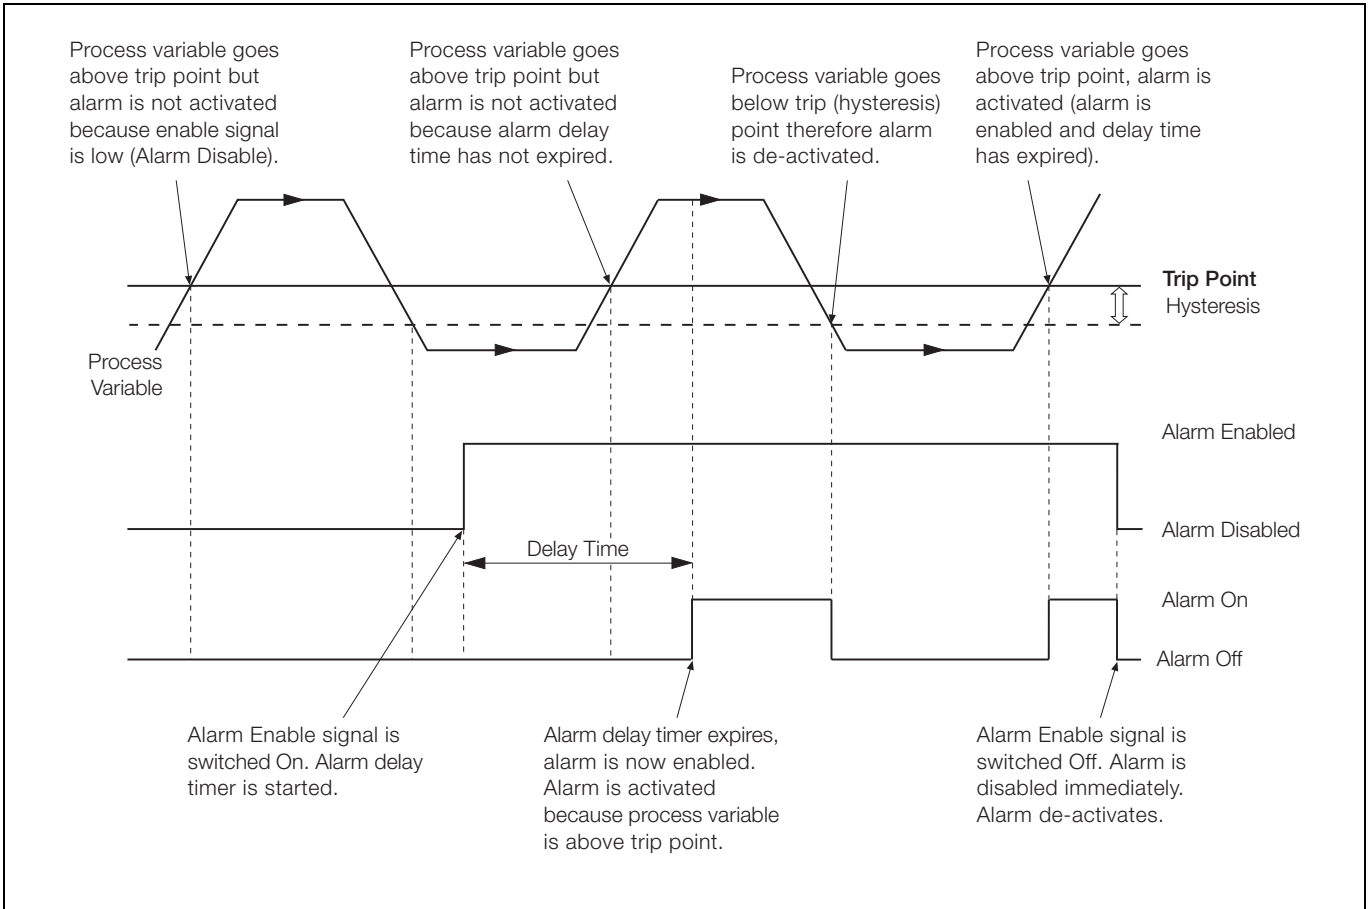 Process variable goes
above trip point but
alarm is not activated
because enable signal
is low (Alarm Disable).
Process variable goes
above trip point but
alarm is not activated
because alarm delay
time has not expired.
Process variable goes
below trip (hysteresis)
point therefore alarm
is de-activated.
Process variable goes
above trip point, alarm is
activated (alarm is
enabled and delay time
has expired).
Trip Point
Hysteresis
Process
Variable
Alarm Enabled
Alarm Disabled
Delay Time
Alarm On
Alarm Off
Alarm Enable signal is
switched On. Alarm delay
timer is started.
Alarm delay timer expires,
alarm is now enabled.
Alarm is activated
because process variable
is above trip point.
Alarm Enable signal is
switched Off. Alarm is
disabled immediately.
Alarm de-activates.